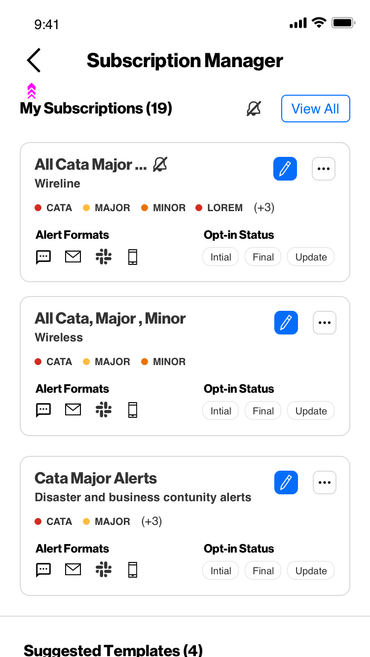 9:41
Subscription Manager
My Subscriptions (19)
View All
All Cata Major ...
Wireline
CATA MAJOR MINOR LOREM (+3)
Alert Formats Opt-in Status
Intial Final Update
All Cata, Major , Minor
Wireless
CATA MAJOR MINOR
Alert Formats Opt-in Status
Intial Final Update
Cata Major Alerts
Disaster and business contunity alerts
CATA MAJOR (+3)
Alert Formats Opt-in Status
Intial Final Update
Suggested Templates (4)